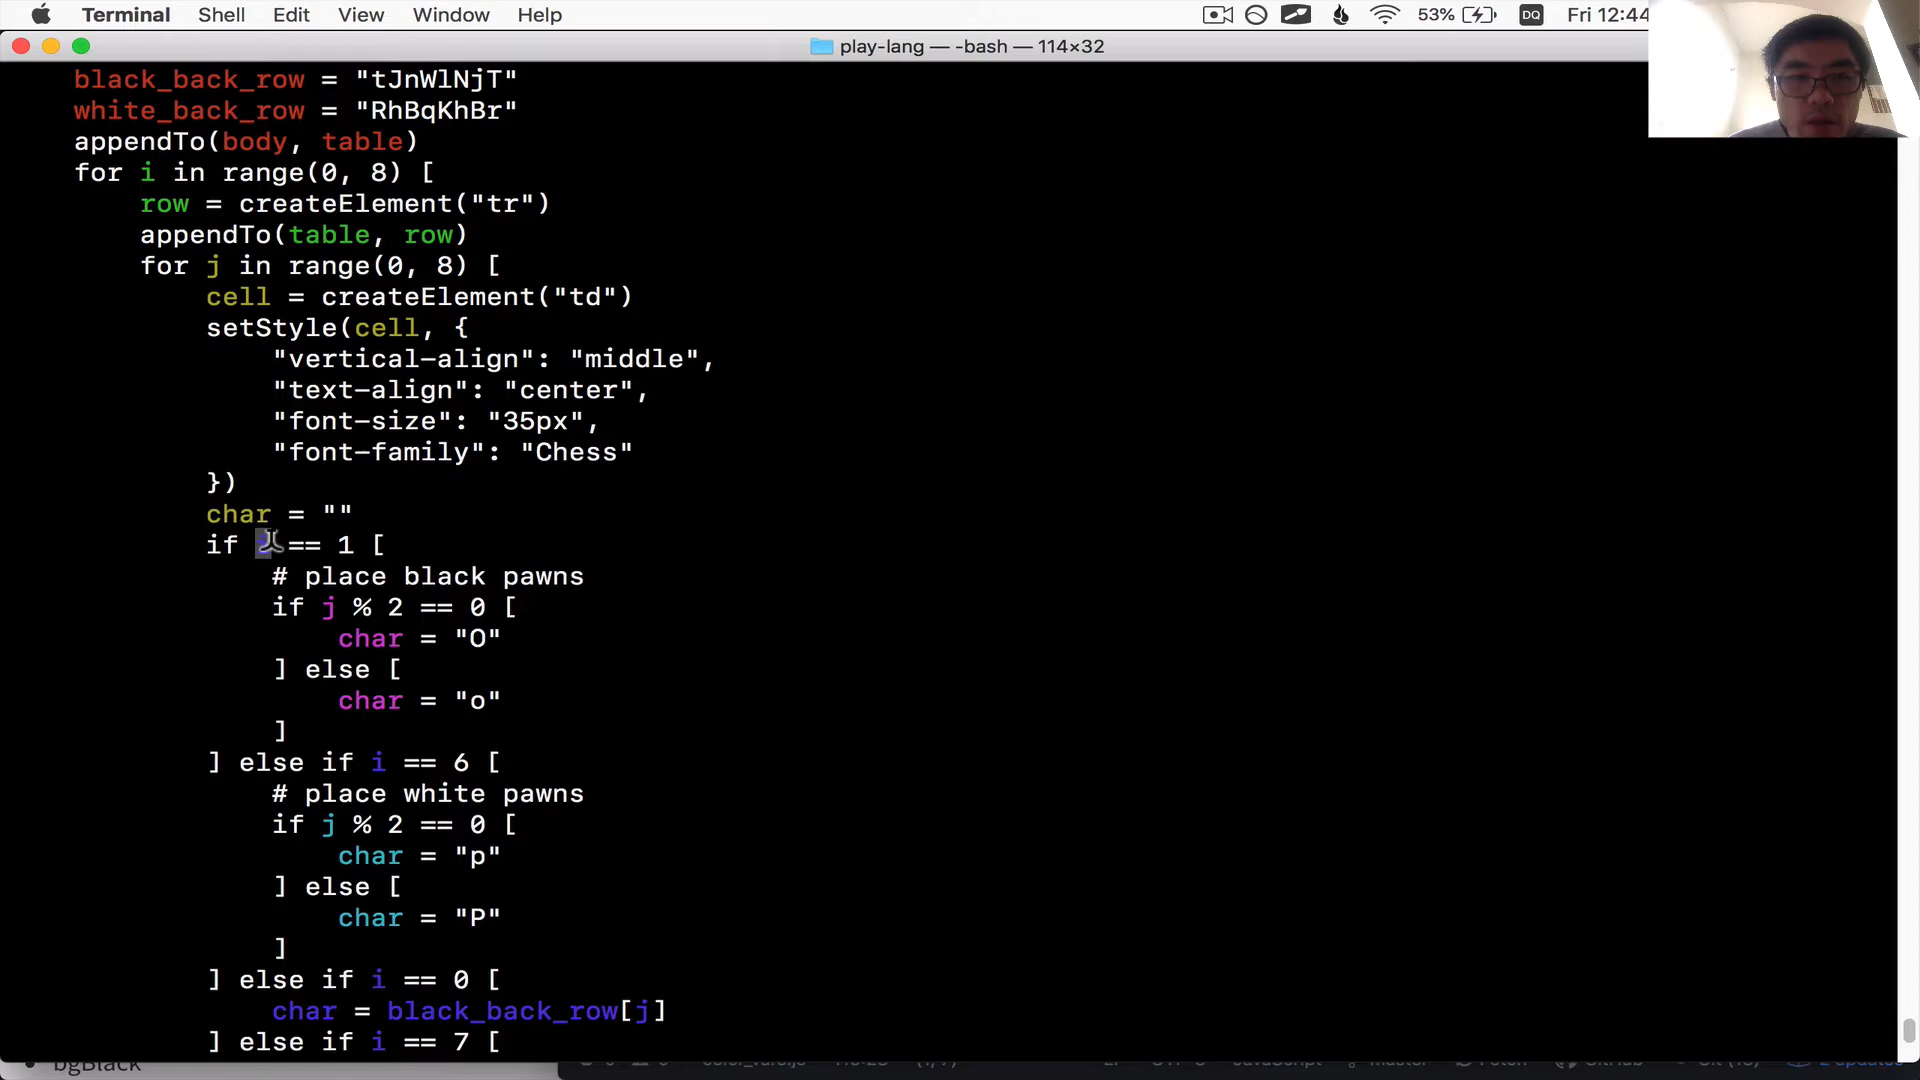 Terminal Shell Edit View Window Help 53% DQ Fri 12:44
play-lang — -bash — 114×32
black_back_row = "tJnWlNjT"
white_back_row = "RhBqKhBr"
appendTo(body, table)
for i in range(0, 8) [
row = createElement("tr")
appendTo(table, row)
for j in range(0, 8) [
cell = createElement("td")
setStyle(cell, {
"vertical-align": "middle",
"text-align": "center",
"font-size": "35px",
"font-family": "Chess"
})
char = ""
if == 1 [
# place black pawns
if j % 2 == 0 [
char = "O"
] else [
char = "o"
]
] else if i == 6 [
# place white pawns
if j % 2 == 0 [
char = "p"
] else [
char = "P"
]
] else if i == 0 [
char = black_back_row[j]
] else if i == 7 [
bgBlack